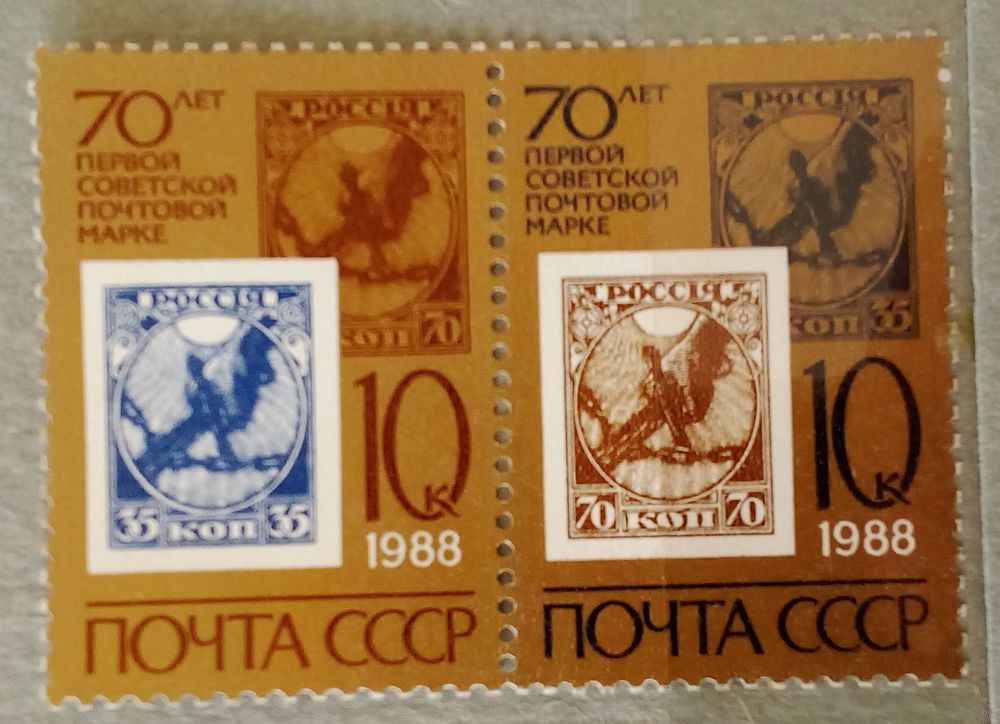 70 ЛЕТ
ПЕРВОЙ
СОВЕТСКОЙ
ПОЧТОВОЙ
МАРКЕ
РОССІЯ
КОП 70
РОССІЯ
35 КОП 35
10 к
1988
ПОЧТА СССР
70 ЛЕТ
ПЕРВОЙ
СОВЕТСКОЙ
ПОЧТОВОЙ
МАРКЕ
РОССІЯ
КОП 35
РОССІЯ
70 КОП 70
10 к
1988
ПОЧТА СССР